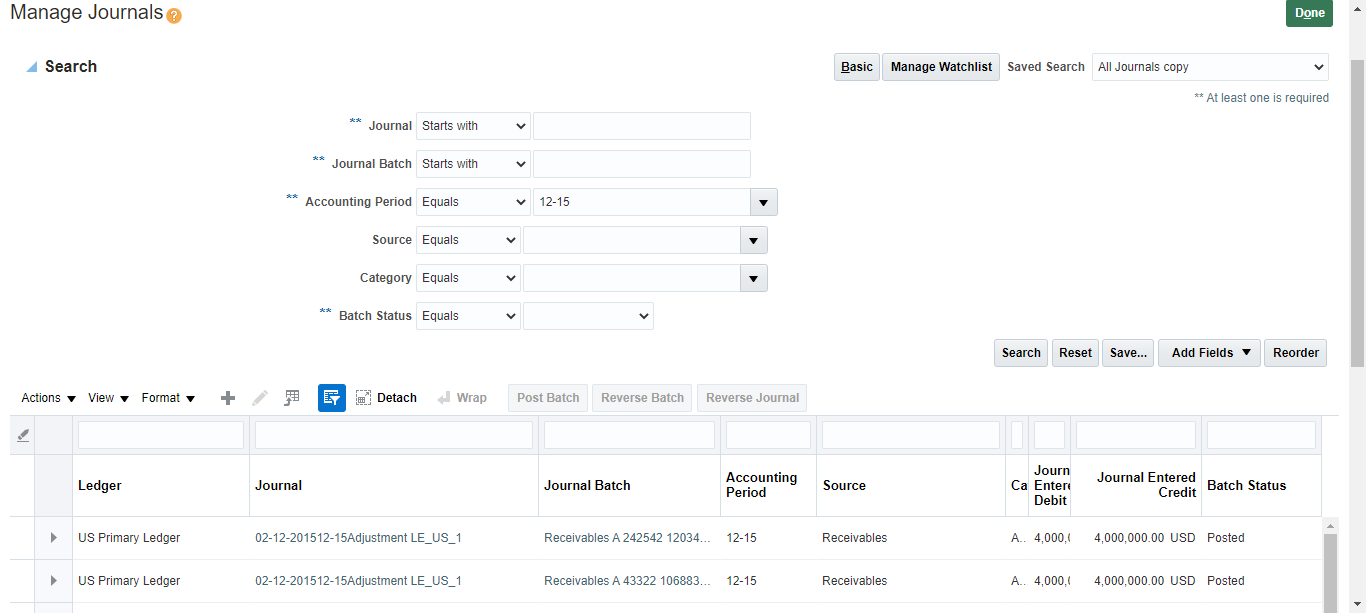 Manage Journals
Done
Search
Basic Manage Watchlist Saved Search All Journals copy
** At least one is required
** Journal Starts with
** Journal Batch Starts with
** Accounting Period Equals 12-15
Source Equals
Category Equals
** Batch Status Equals
Search Reset Save... Add Fields Reorder
Actions View Format Detach Wrap Post Batch Reverse Batch Reverse Journal
Ledger Journal Journal Batch Accounting Period Source Ca Journ Entere Debit Journal Entered Credit Batch Status
US Primary Ledger 02-12-201512-15Adjustment LE_US_1 Receivables A 242542 12034... 12-15 Receivables A.. 4,000,( 4,000,000.00 USD Posted
US Primary Ledger 02-12-201512-15Adjustment LE_US_1 Receivables A 43322 106883... 12-15 Receivables A.. 4,000,( 4,000,000.00 USD Posted